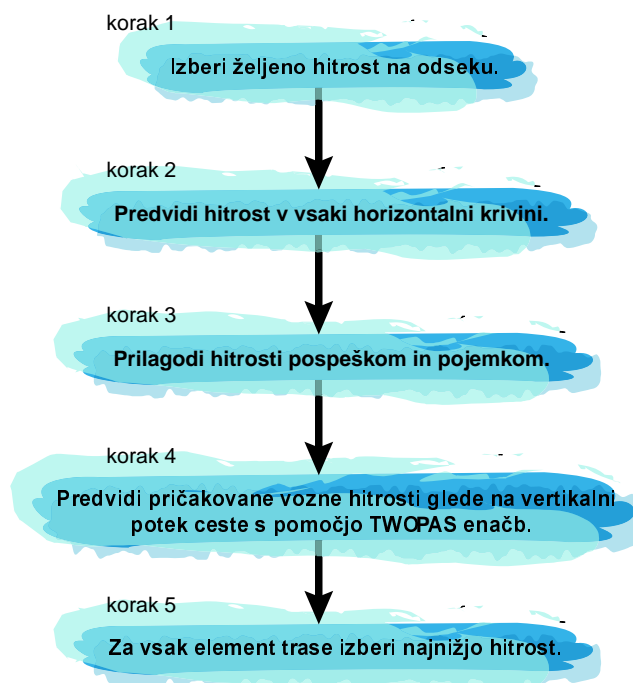 korak 1
Izberi željeno hitrost na odseku.
korak 2
Predvidi hitrost v vsaki horizontalni krivini.
korak 3
Prilagodi hitrosti pospeškom in pojemkom.
korak 4
Predvidi pričakovane vozne hitrosti glede na vertikalni
potek ceste s pomočjo TWOPAS enačb.
korak 5
Za vsak element trase izberi najnižjo hitrost.